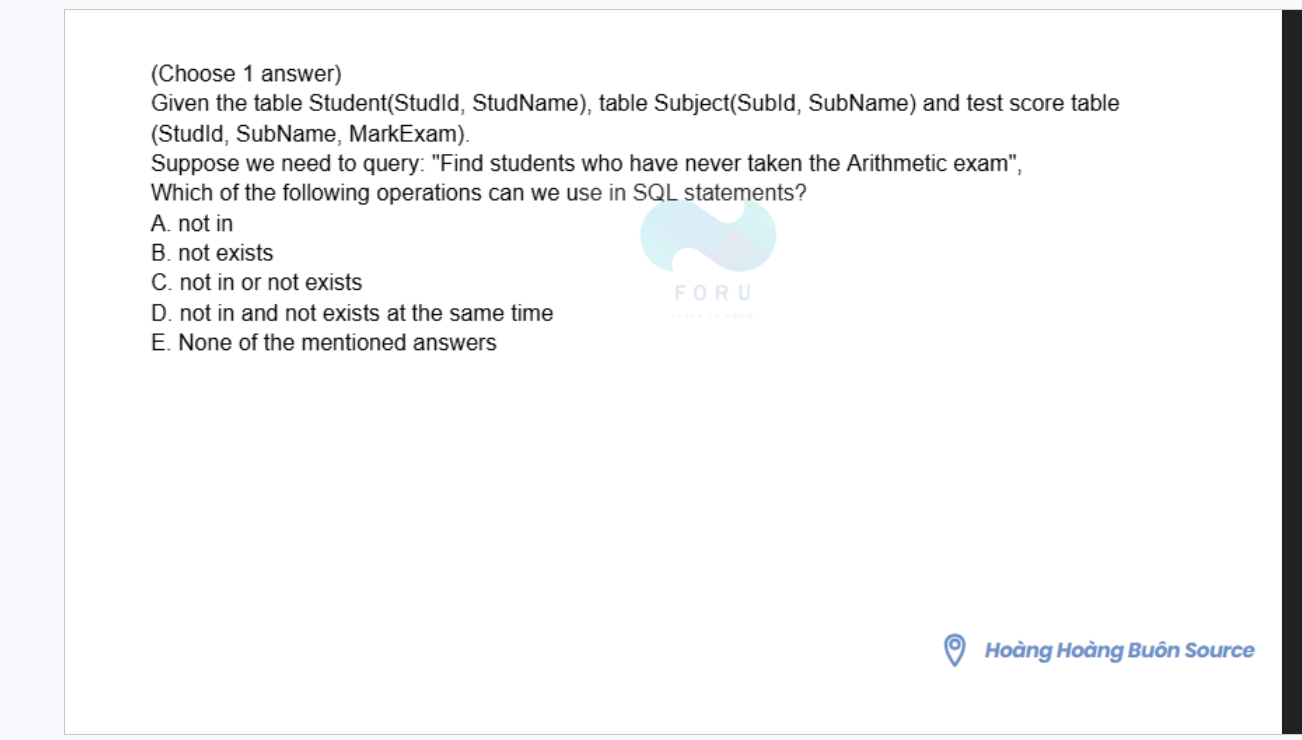 (Choose 1 answer)
Given the table Student(StudId, StudName), table Subject(SubId, SubName) and test score table
(StudId, SubName, MarkExam).
Suppose we need to query: "Find students who have never taken the Arithmetic exam",
Which of the following operations can we use in SQL statements?
A. not in
B. not exists
C. not in or not exists
D. not in and not exists at the same time
E. None of the mentioned answers
FORU
LEARN TO KNOW
Hoàng Hoàng Buôn Source